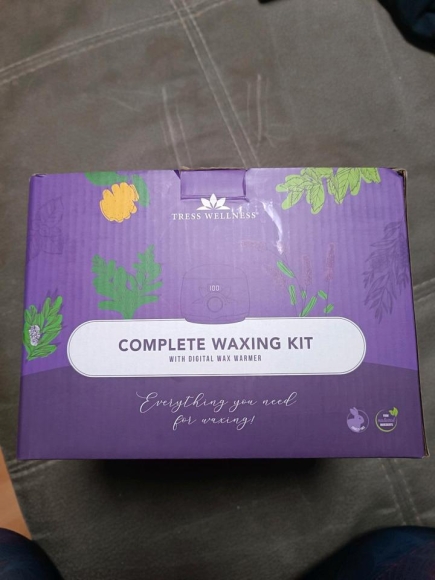 TRESS WELLNESS
100
COMPLETE WAXING KIT
WITH DIGITAL WAX WARMER
Everything you need
for waxing!